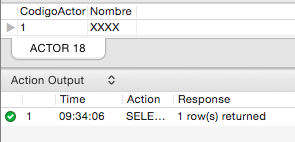 CodigoActor Nombre
1 XXXX
ACTOR 18
Action Output
Time Action Response
1 09:34:06 SELE... 1 row(s) returned